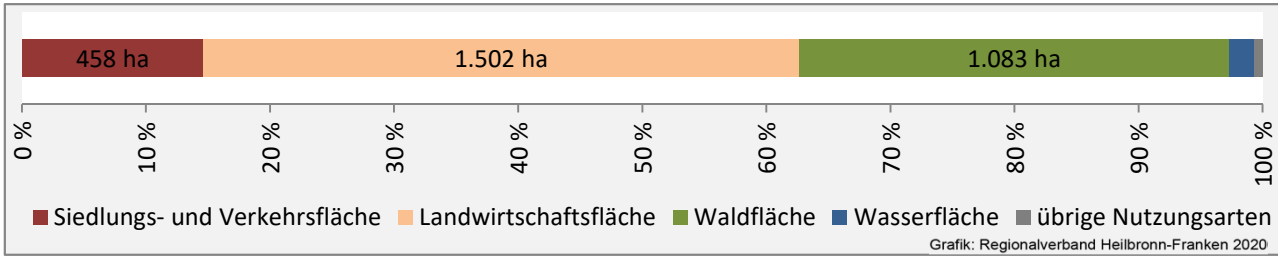 458 ha 1.502 ha 1.083 ha
0 % 10 % 20 % 30 % 40 % 50 % 60 % 70 % 80 % 90 % 100 %
Siedlungs- und Verkehrsfläche Landwirtschaftsfläche Waldfläche Wasserfläche übrige Nutzungsarten
Grafik: Regionalverband Heilbronn-Franken 2020